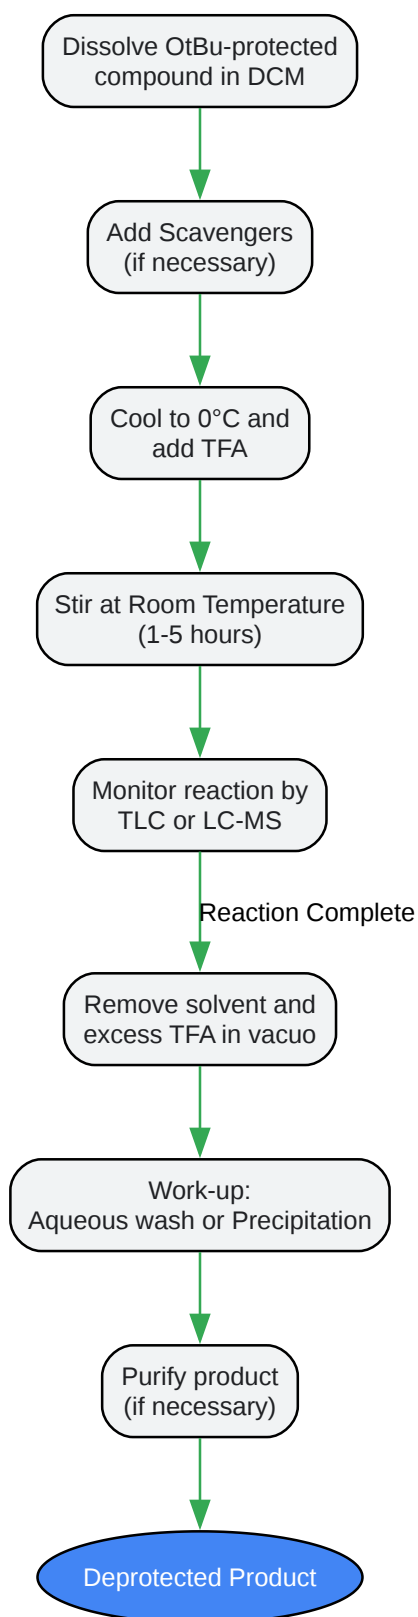 Dissolve OtBu-protected
compound in DCM
Add Scavengers
(if necessary)
Cool to 0°C and
add TFA
Stir at Room Temperature
(1-5 hours)
Monitor reaction by
TLC or LC-MS
Reaction Complete
Remove solvent and
excess TFA in vacuo
Work-up:
Aqueous wash or Precipitation
Purify product
(if necessary)
Deprotected Product